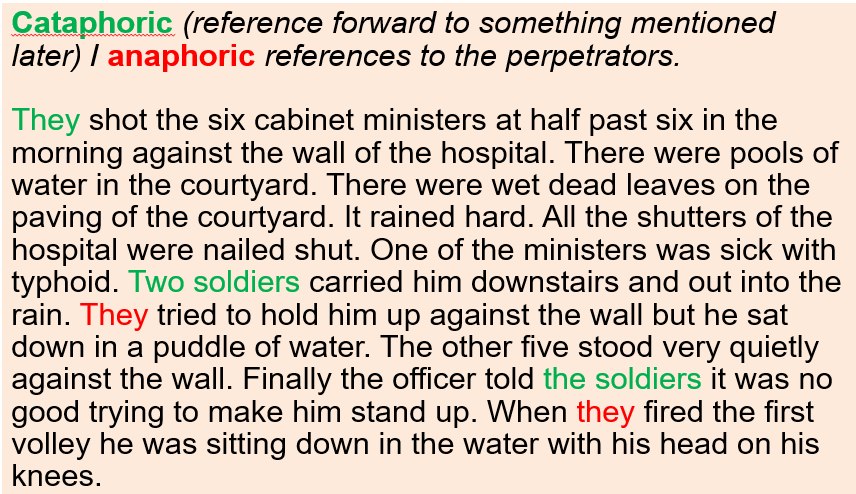 Cataphoric (reference forward to something mentioned
later) I anaphoric references to the perpetrators.
They shot the six cabinet ministers at half past six in the
morning against the wall of the hospital. There were pools of
water in the courtyard. There were wet dead leaves on the
paving of the courtyard. It rained hard. All the shutters of the
hospital were nailed shut. One of the ministers was sick with
typhoid. Two soldiers carried him downstairs and out into the
rain. They tried to hold him up against the wall but he sat
down in a puddle of water. The other five stood very quietly
against the wall. Finally the officer told the soldiers it was no
good trying to make him stand up. When they fired the first
volley he was sitting down in the water with his head on his
knees.